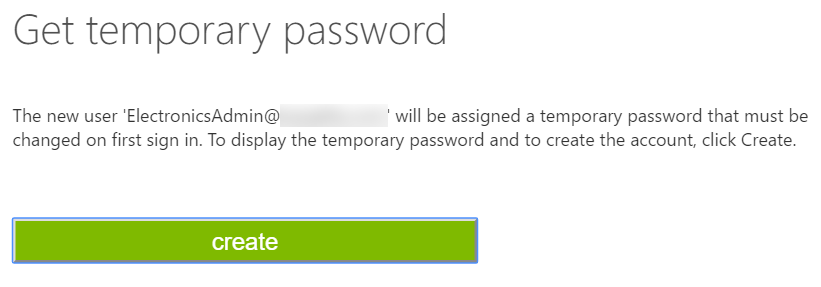 Get temporary password
The new user 'ElectronicsAdmin@ ' will be assigned a temporary password that must be
changed on first sign in. To display the temporary password and to create the account, click Create.
create